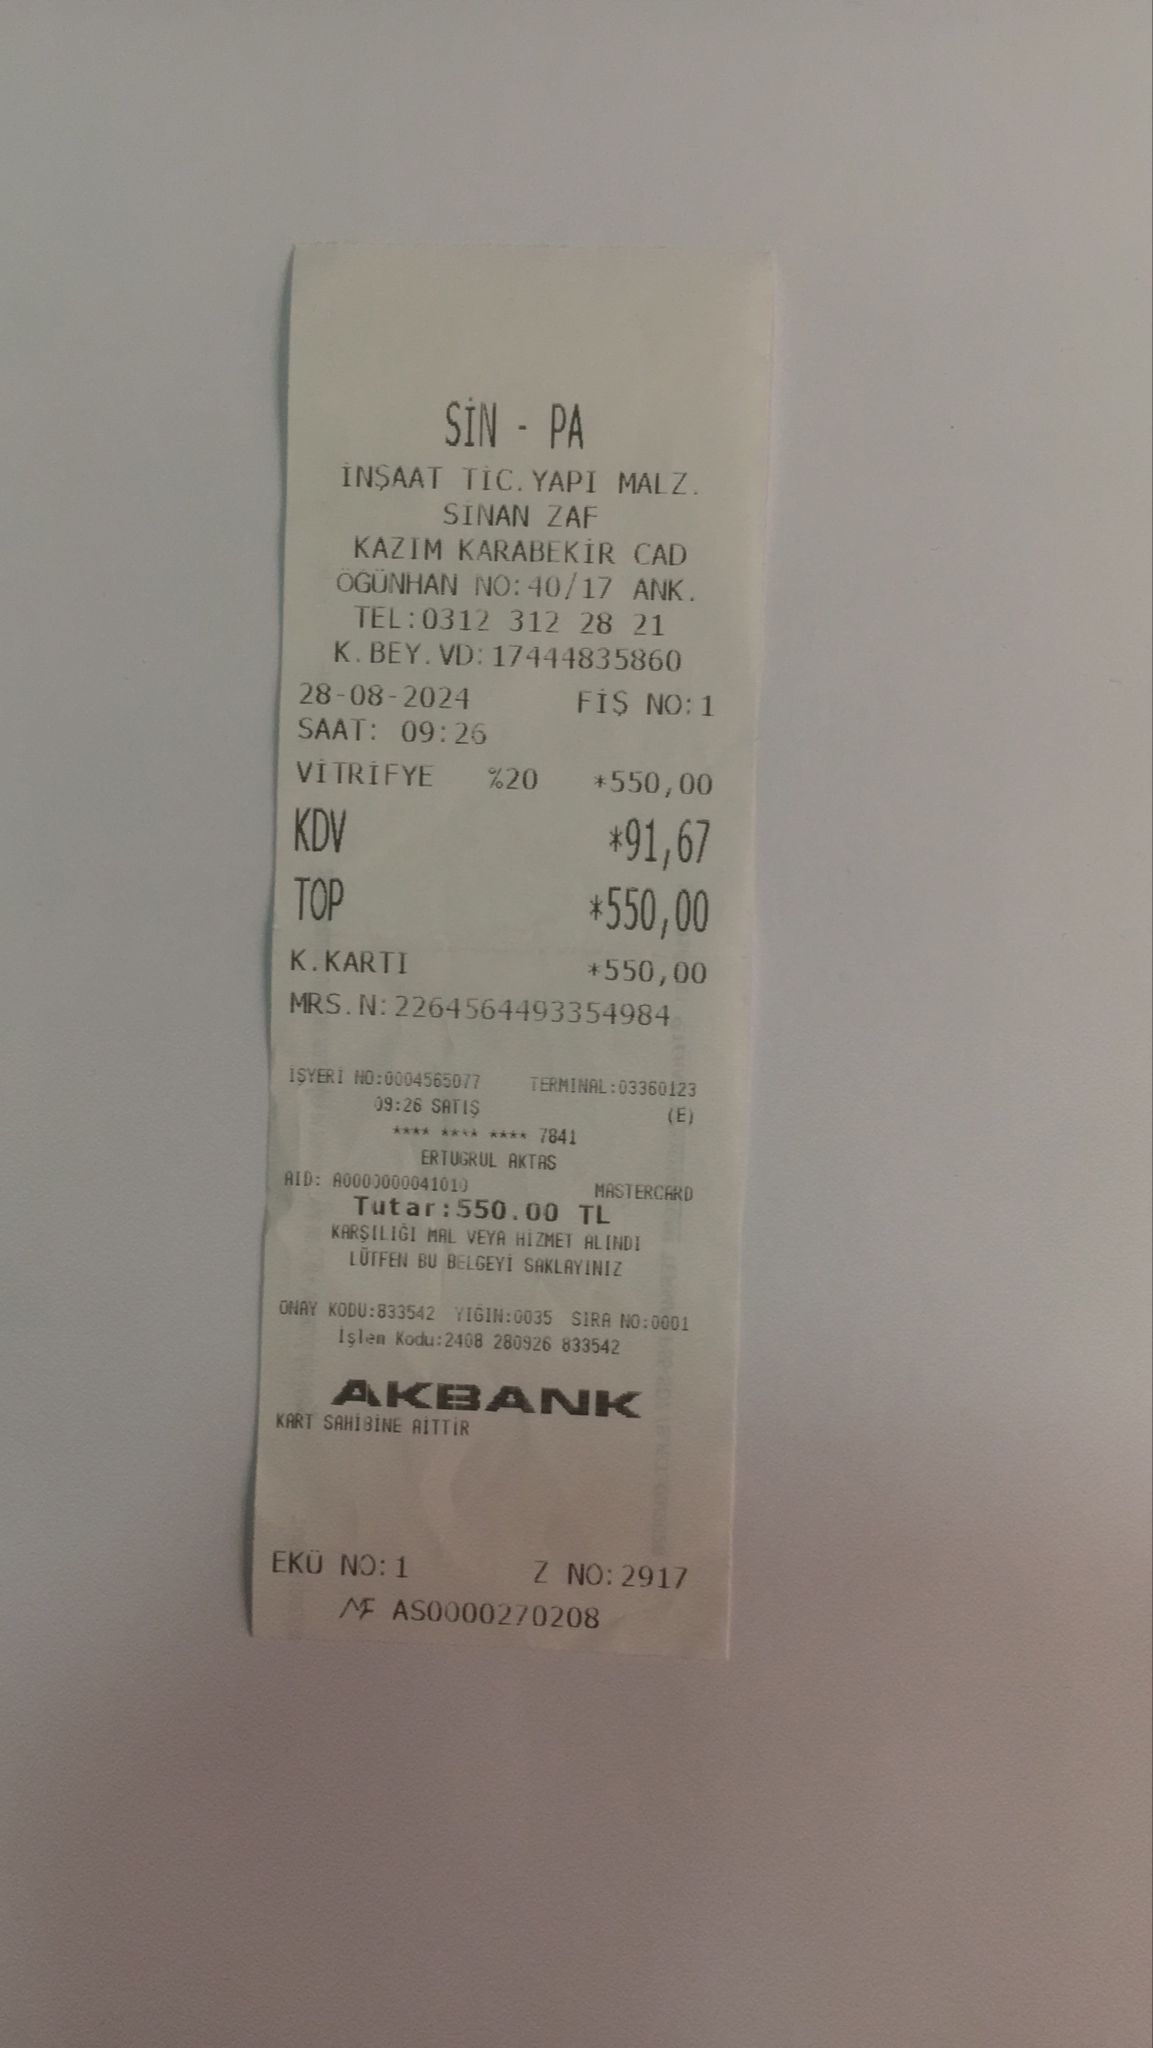 SİN - PA
İNŞAAT TİC.YAPI MALZ.
SİNAN ZAF
KAZIM KARABEKİR CAD
ÖĞÜNHAN NO:40/17 ANK.
TEL:0312 312 28 21
K.BEY.VD:17444835860
28-08-2024 FİŞ NO:1
SAAT: 09:26
VİTRİFYE %20 *550,00
KDV *91,67
TOP *550,00
K.KARTI *550,00
MRS.N:2264564493354984
İŞYERİ NO:0004565077 TERMINAL:03360123
09:26 SATIŞ (E)
**** **** **** 7841
ERTUGRUL AKTAS
AID: A0000000041010 MASTERCARD
Tutar:550.00 TL
KARŞILIĞI MAL VEYA HİZMET ALINDI
LÜTFEN BU BELGEYİ SAKLAYINIZ
ONAY KODU:833542 YIĞIN:0035 SIRA NO:0001
İşlem Kodu:2408 280926 833542
AKBANK
KART SAHİBİNE AİTTİR
EKÜ NO:1 Z NO:2917
MF AS0000270208